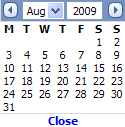 Aug 2009
M T W T F S S
1 2
3 4 5 6 7 8 9
10 11 12 13 14 15 16
17 18 19 20 21 22 23
24 25 26 27 28 29 30
31
Close